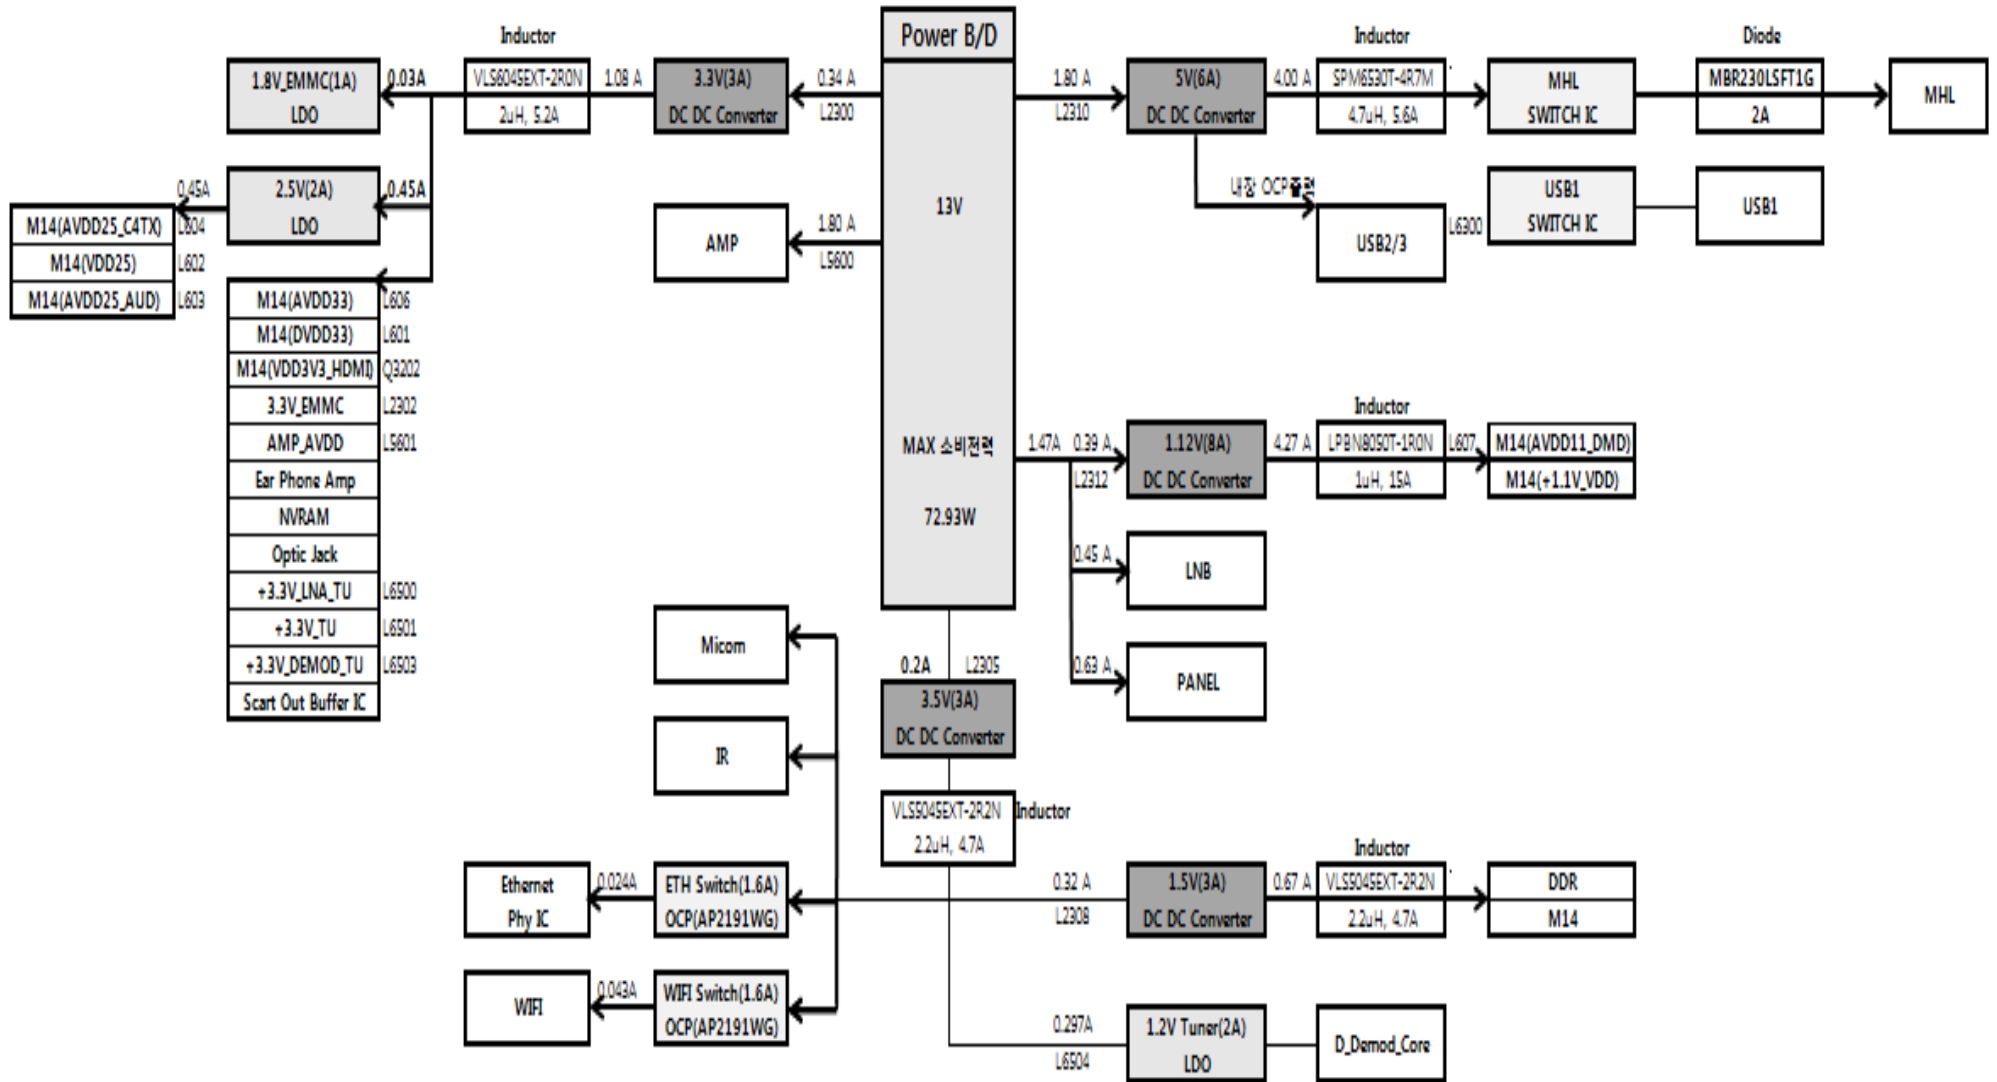 Power B/D
13V
MAX 소비전력
72.93W
Inductor
1.8V_EMMC(1A)
LDO
0.03A
VLS6045EXT-2R0N
2uH, 5.2A
1.08 A
3.3V(3A)
DC DC Converter
0.34 A
L2300
2.5V(2A)
LDO
0.45A
0.45A
M14(AVDD25_C4TX)
L604
M14(VDD25)
L602
M14(AVDD25_AUD)
L603
M14(AVDD33)
L606
M14(DVDD33)
L601
M14(VDD3V3_HDMI)
Q3202
3.3V_EMMC
L2302
AMP_AVDD
L5601
Ear Phone Amp
NVRAM
Optic Jack
+3.3V_LNA_TU
L6500
+3.3V_TU
L6501
+3.3V_DEMOD_TU
L6503
Scart Out Buffer IC
AMP
1.80 A
L5600
1.80 A
L2310
5V(6A)
DC DC Converter
4.00 A
Inductor
SPM6530T-4R7M
4.7uH, 5.6A
MHL
SWITCH IC
Diode
MBR230LSFT1G
2A
MHL
내장 OCP출력
USB2/3
L6300
USB1
SWITCH IC
USB1
1.47A
0.39 A
L2312
1.12V(8A)
DC DC Converter
4.27 A
Inductor
LPBN8050T-1R0N
1uH, 15A
L607
M14(AVDD11_DMD)
M14(+1.1V_VDD)
0.45 A
LNB
0.63 A
PANEL
0.2A
L2305
3.5V(3A)
DC DC Converter
VLS5045EXT-2R2N
2.2uH, 4.7A
Inductor
Micom
IR
Ethernet
Phy IC
0.024A
ETH Switch(1.6A)
OCP(AP2191WG)
WIFI
0.043A
WIFI Switch(1.6A)
OCP(AP2191WG)
0.32 A
L2308
1.5V(3A)
DC DC Converter
0.67 A
Inductor
VLS5045EXT-2R2N
2.2uH, 4.7A
DDR
M14
0.297A
L6504
1.2V Tuner(2A)
LDO
D_Demod_Core